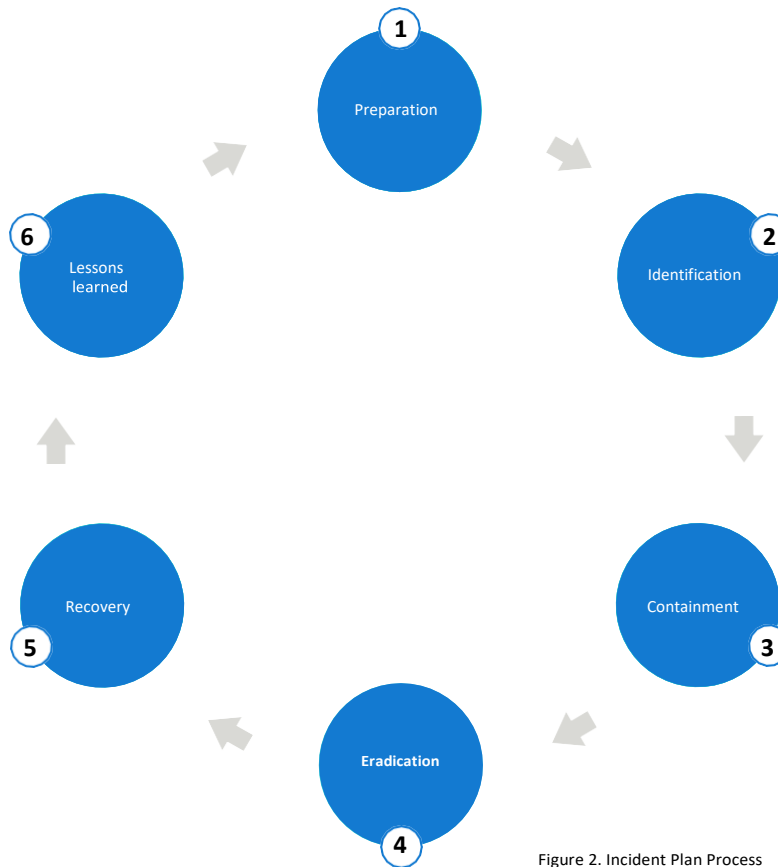 1
Preparation
2
Identification
3
Containment
4
Eradication
5
Recovery
6
Lessons
learned
Figure 2. Incident Plan Process